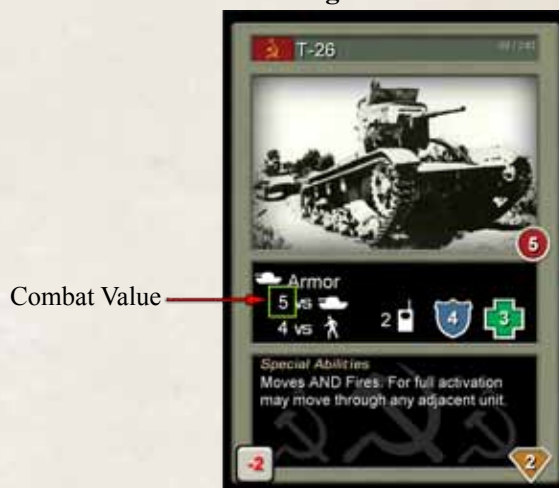 T-26
5
Combat Value
Armor
5 vs
4 vs
2
4
3
Special Abilities
Moves AND Fires. For full activation
may move through any adjacent unit.
-2
2